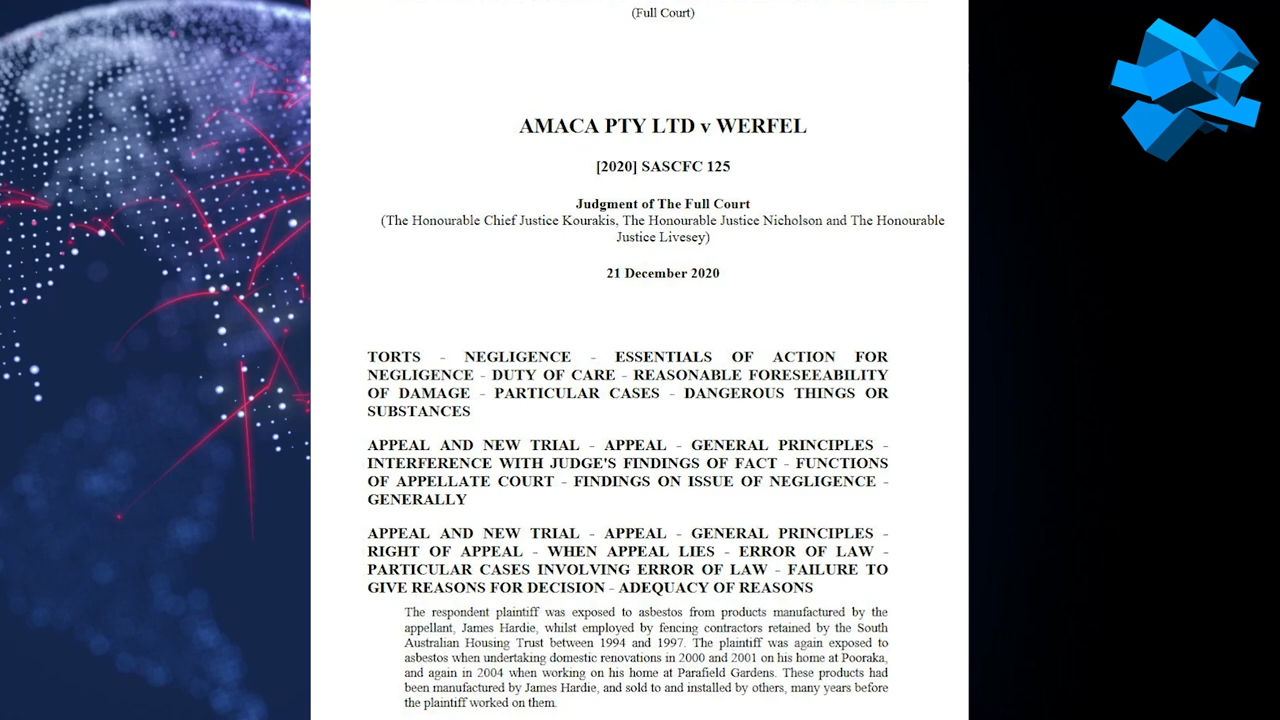 (Full Court)
AMACA PTY LTD v WERFEL
[2020] SASCFC 125
Judgment of The Full Court
(The Honourable Chief Justice Kourakis, The Honourable Justice Nicholson and The Honourable
Justice Livesey)
21 December 2020
TORTS - NEGLIGENCE - ESSENTIALS OF ACTION FOR
NEGLIGENCE - DUTY OF CARE - REASONABLE FORESEEABILITY
OF DAMAGE - PARTICULAR CASES - DANGEROUS THINGS OR
SUBSTANCES
APPEAL AND NEW TRIAL - APPEAL - GENERAL PRINCIPLES -
INTERFERENCE WITH JUDGE'S FINDINGS OF FACT - FUNCTIONS
OF APPELLATE COURT - FINDINGS ON ISSUE OF NEGLIGENCE -
GENERALLY
APPEAL AND NEW TRIAL - APPEAL - GENERAL PRINCIPLES -
RIGHT OF APPEAL - WHEN APPEAL LIES - ERROR OF LAW -
PARTICULAR CASES INVOLVING ERROR OF LAW - FAILURE TO
GIVE REASONS FOR DECISION - ADEQUACY OF REASONS
The respondent plaintiff was exposed to asbestos from products manufactured by the
appellant, James Hardie, whilst employed by fencing contractors retained by the South
Australian Housing Trust between 1994 and 1997. The plaintiff was again exposed to
asbestos when undertaking domestic renovations in 2000 and 2001 on his home at Pooraka,
and again in 2004 when working on his home at Parafield Gardens. These products had
been manufactured by James Hardie, and sold to and installed by others, many years before
the plaintiff worked on them.